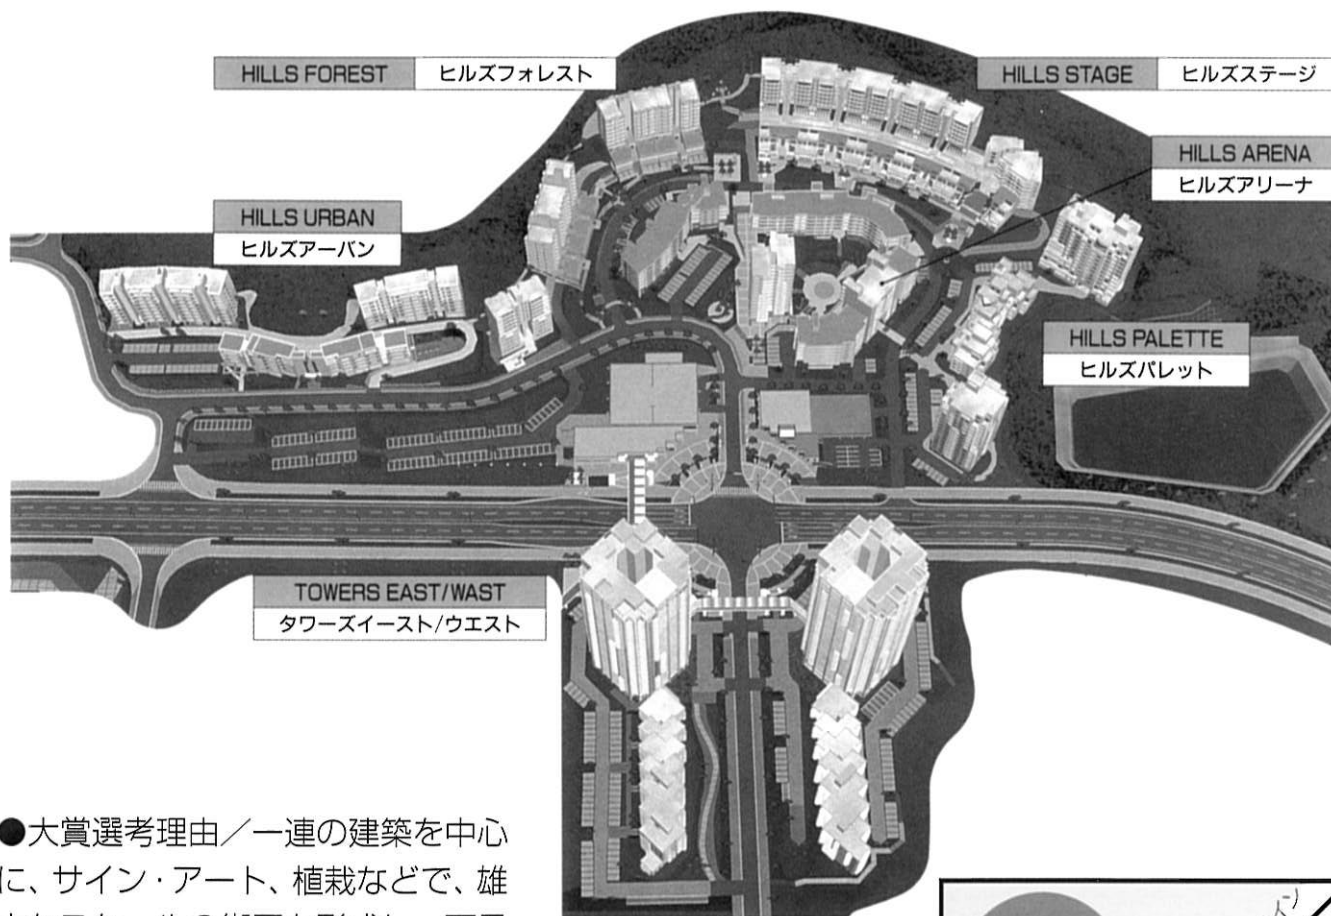 HILLS FOREST ヒルズフォレスト
HILLS STAGE ヒルズステージ
HILLS ARENA
ヒルズアリーナ
HILLS URBAN
ヒルズアーバン
HILLS PALETTE
ヒルズパレット
TOWERS EAST/WAST
タワーズイースト/ウエスト
●大賞選考理由／一連の建築を中心
に、サイン・アート、植栽などで、雄